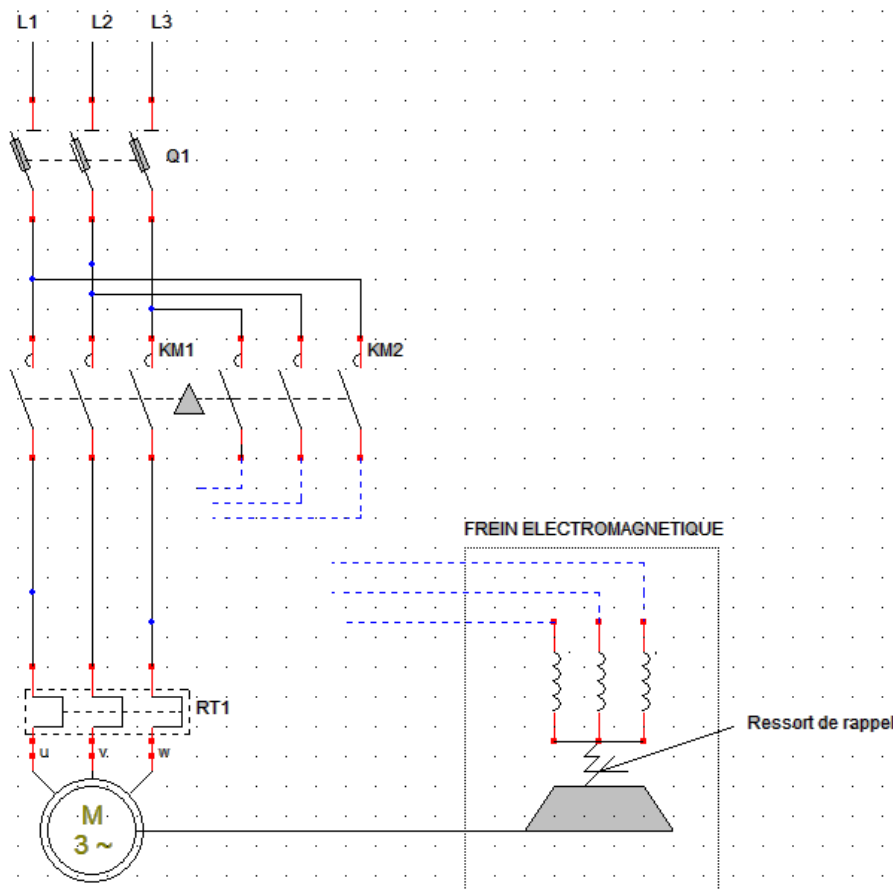 L1 L2 L3
Q1
KM1 KM2
FREIN ELECTROMAGNETIQUE
RT1
Ressort de rappel
u v. w
M
3 ~